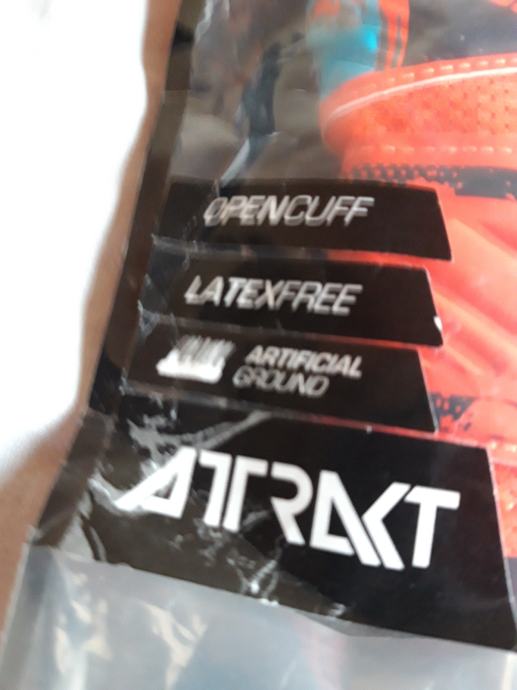 OPENCUFF
LATEXFREE
ARTIFICIAL
GROUND
ATTRAKT